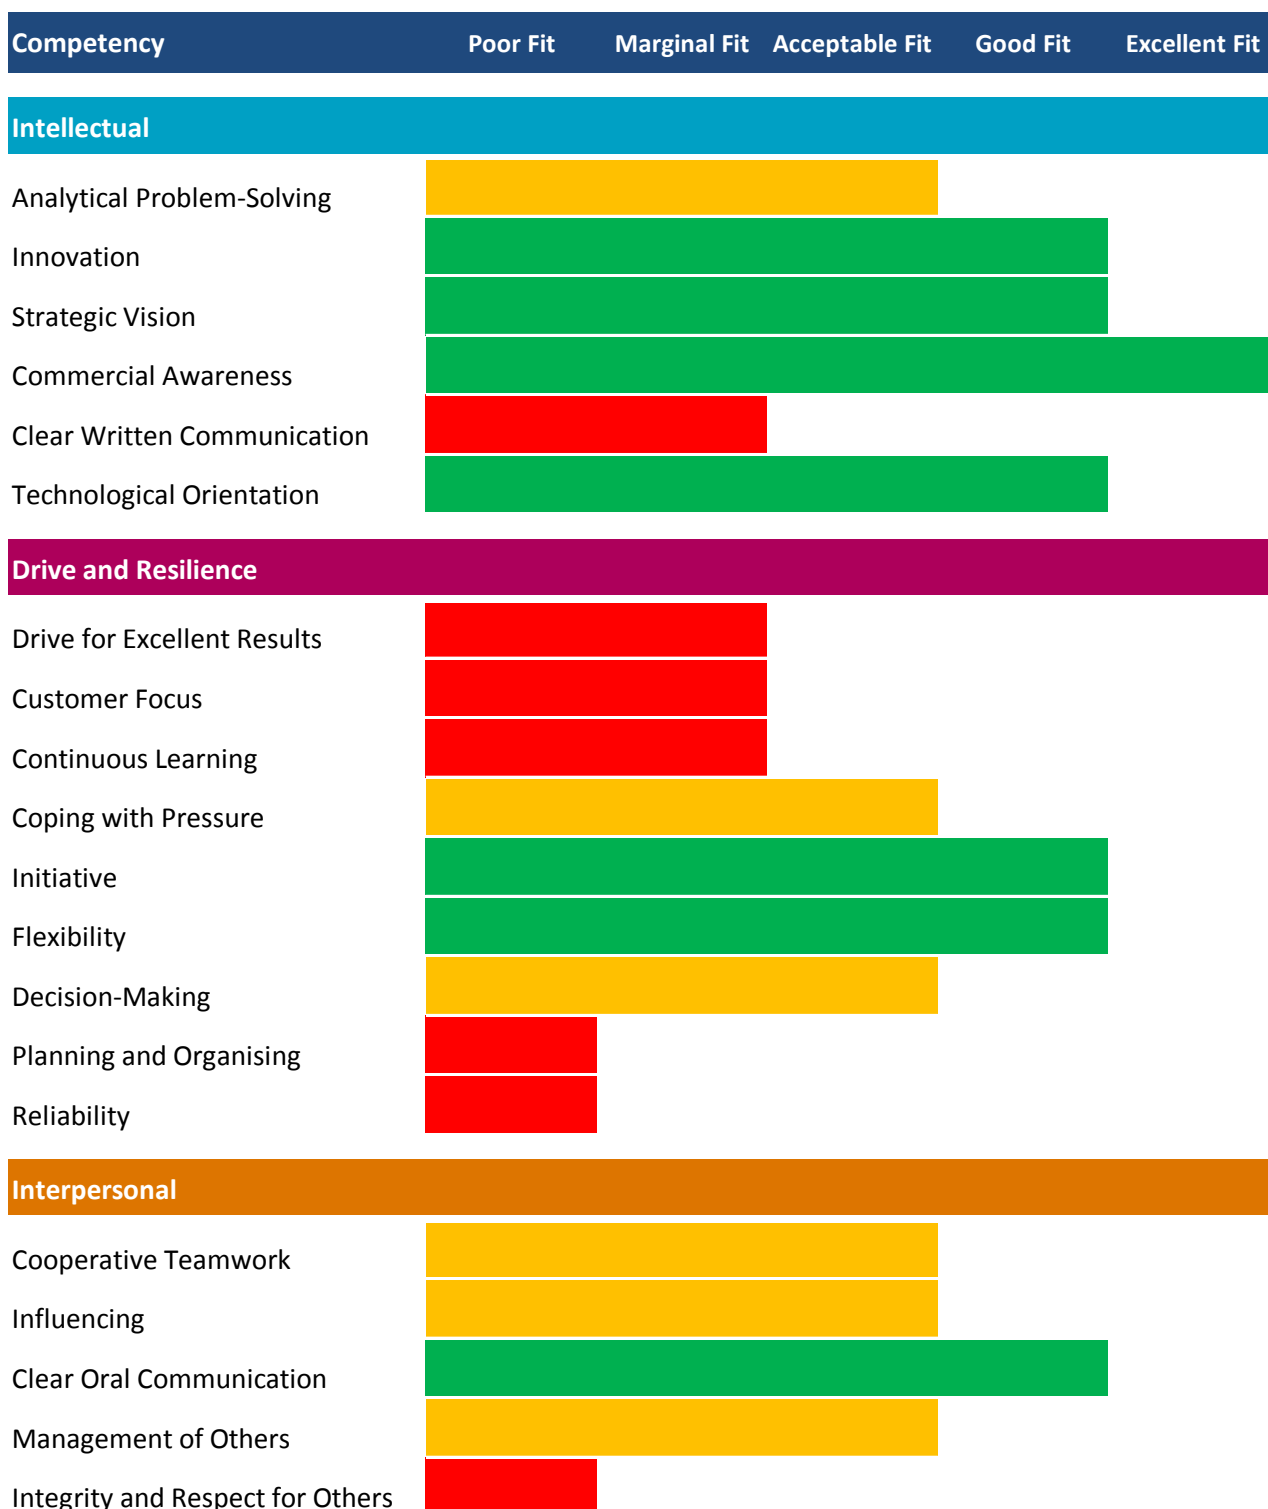 Competency Poor Fit Marginal Fit Acceptable Fit Good Fit Excellent Fit
Intellectual
Analytical Problem-Solving
Innovation
Strategic Vision
Commercial Awareness
Clear Written Communication
Technological Orientation
Drive and Resilience
Drive for Excellent Results
Customer Focus
Continuous Learning
Coping with Pressure
Initiative
Flexibility
Decision-Making
Planning and Organising
Reliability
Interpersonal
Cooperative Teamwork
Influencing
Clear Oral Communication
Management of Others
Integrity and Respect for Others